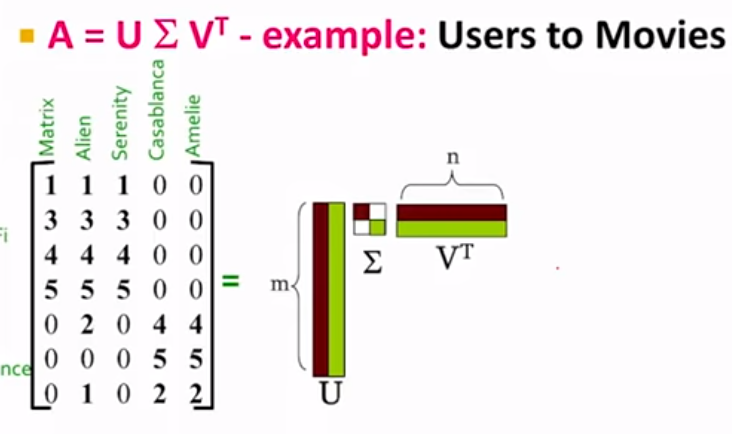 A = U Σ Vᵀ - example: Users to Movies
Matrix Alien Serenity Casablanca Amelie
1 1 1 0 0
3 3 3 0 0
4 4 4 0 0
5 5 5 0 0
0 2 0 4 4
0 0 0 5 5
0 1 0 2 2
=
m
n
Σ
Vᵀ
U